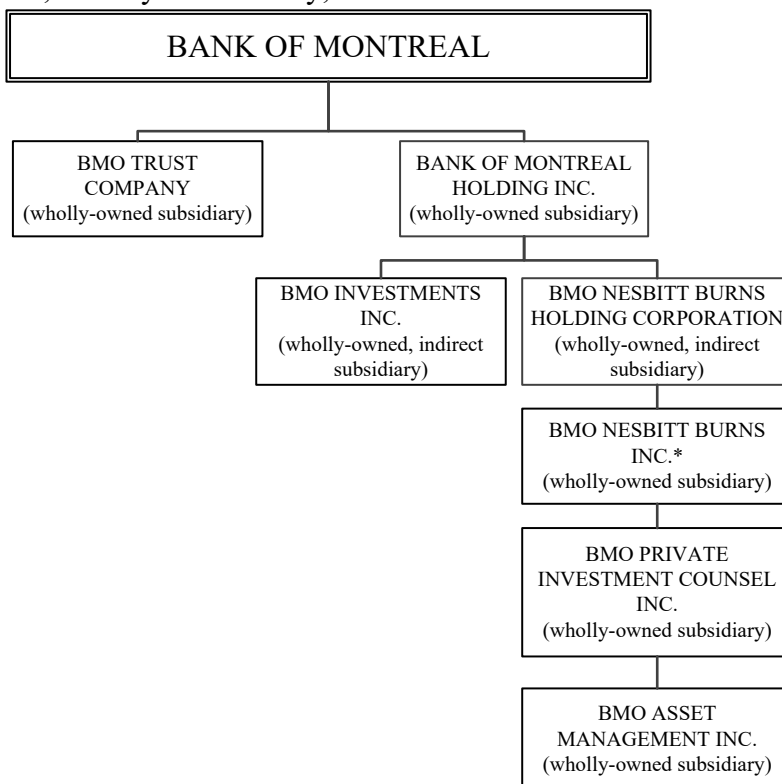 BANK OF MONTREAL
BMO TRUST
COMPANY
(wholly-owned subsidiary)
BANK OF MONTREAL
HOLDING INC.
(wholly-owned subsidiary)
BMO INVESTMENTS
INC.
(wholly-owned, indirect
subsidiary)
BMO NESBITT BURNS
HOLDING CORPORATION
(wholly-owned, indirect
subsidiary)
BMO NESBITT BURNS
INC.*
(wholly-owned subsidiary)
BMO PRIVATE
INVESTMENT COUNSEL
INC.
(wholly-owned subsidiary)
BMO ASSET
MANAGEMENT INC.
(wholly-owned subsidiary)